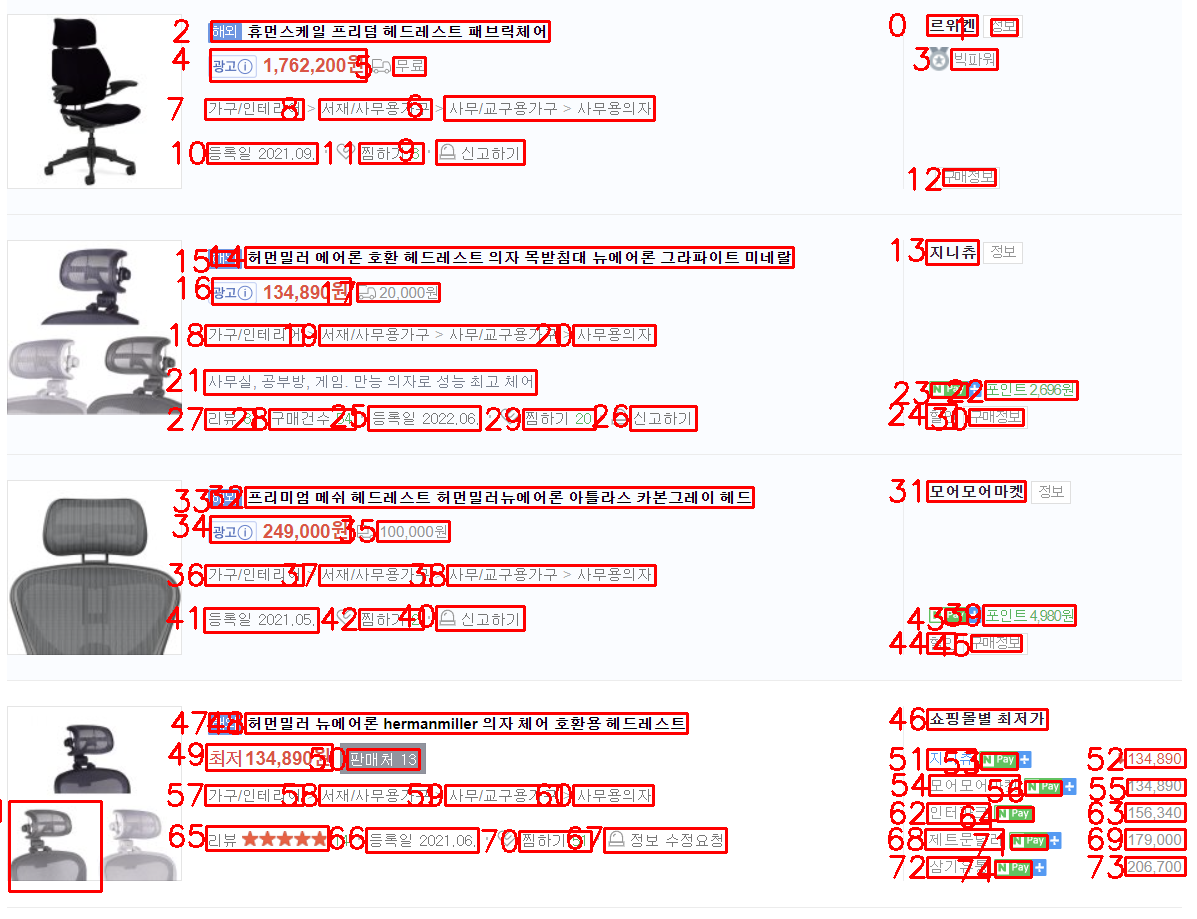 2 해외 휴먼스케일 프리덤 헤드레스트 패브릭체어
0 르위켄 1 정보
4 광고 1,762,200원 5 무료
3 빅파워
7 가구/인테리어 8 > 서재/사무용가구 6 > 사무/교구용가구 > 사무용의자
10 등록일 2021.09. 11 찜하기 9 신고하기
12 구매정보
15 해외 14 허먼밀러 에어론 호환 헤드레스트 의자 목받침대 뉴에어론 그라파이트 미네랄
13 지니츄 정보
16 광고 134,890원 17 20,000원
18 가구/인테리어 19 서재/사무용가구 > 사무/교구용가구 20 사무용의자
21 사무실, 공부방, 게임. 만능 의자로 성능 최고 체어
23 N Pay+ 22 포인트 2,696원
27 리뷰 28 구매건수 25 등록일 2022.06. 29 찜하기 20 26 신고하기
24 할인 30 구매정보
33 해외 32 프리미엄 메쉬 헤드레스트 허먼밀러뉴에어론 아틀라스 카본그레이 헤드
31 모어모어마켓 정보
34 광고 249,000원 35 100,000원
36 가구/인테리어 37 서재/사무용가구 38 사무/교구용가구 > 사무용의자
41 등록일 2021.05. 42 찜하기 40 신고하기
43 N Pay+ 39 포인트 4,980원
44 할인 45 구매정보
47 해외 48 허먼밀러 뉴에어론 hermanmiller 의자 체어 호환용 헤드레스트
46 쇼핑몰별 최저가
49 최저 134,890원 50 판매처 13
51 지니츄 53 N Pay+ 52 134,890
57 가구/인테리어 58 서재/사무용가구 59 사무/교구용가구 60 사무용의자
54 모어모어마켓 56 N Pay+ 55 134,890
62 인터파크 64 N Pay 63 156,340
65 리뷰 ★★★★★ 66 등록일 2021.06. 70 찜하기 67 정보 수정요청
68 제트문밀러 71 N Pay+ 69 179,000
72 삼기유통 74 N Pay+ 73 206,700